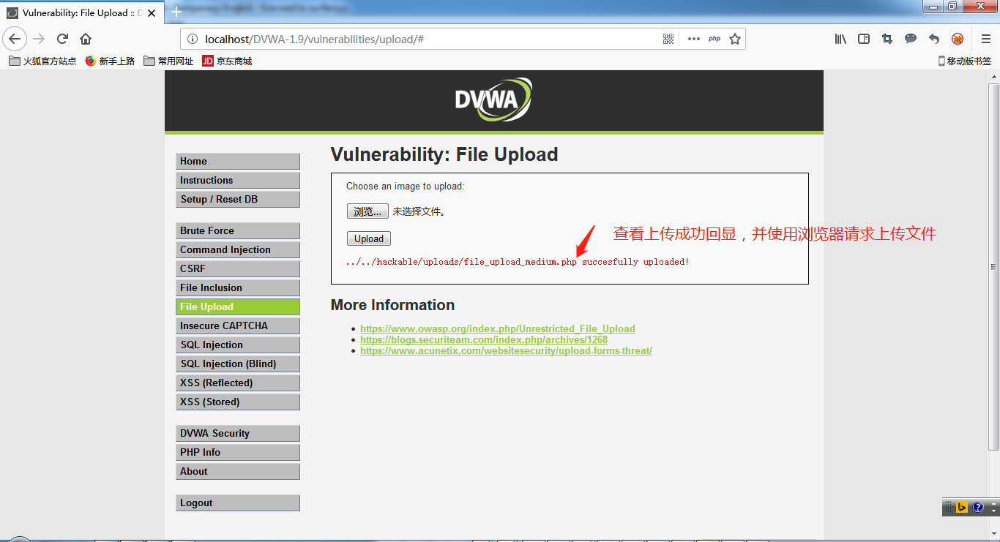 Vulnerability: File Upload :: D
localhost/DVWA-1.9/vulnerabilities/upload/#
php
火狐官方站点
新手上路
常用网址
JD
京东商城
移动版书签
DVWA
Home
Instructions
Setup / Reset DB
Brute Force
Command Injection
CSRF
File Inclusion
File Upload
Insecure CAPTCHA
SQL Injection
SQL Injection (Blind)
XSS (Reflected)
XSS (Stored)
DVWA Security
PHP Info
About
Logout
Vulnerability: File Upload
Choose an image to upload:
浏览... 未选择文件。
Upload
查看上传成功回显，并使用浏览器请求上传文件
../../hackable/uploads/file_upload_medium.php succesfully uploaded!
More Information
https://www.owasp.org/index.php/Unrestricted_File_Upload
https://blogs.securiteam.com/index.php/archives/1268
https://www.acunetix.com/websitesecurity/upload-forms-threat/